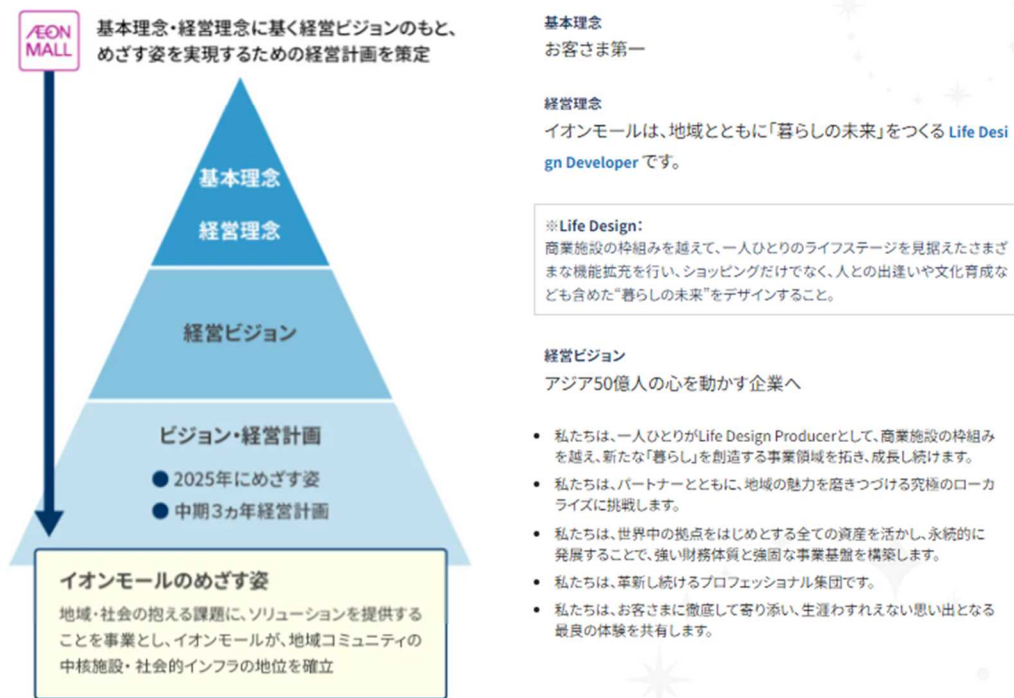 ÆON
MALL
基本理念・経営理念に基く経営ビジョンのもと、
めざす姿を実現するための経営計画を策定
基本理念
経営理念
経営ビジョン
ビジョン・経営計画
● 2025年にめざす姿
● 中期3ヵ年経営計画
イオンモールのめざす姿
地域・社会の抱える課題に、ソリューションを提供する
ことを事業とし、イオンモールが、地域コミュニティの
中核施設・社会的インフラの地位を確立
基本理念
お客さま第一
経営理念
イオンモールは、地域とともに「暮らしの未来」をつくる Life Desi
gn Developer です。
※Life Design：
商業施設の枠組みを越えて、一人ひとりのライフステージを見据えたさまざ
まな機能拡充を行い、ショッピングだけでなく、人との出逢いや文化育成な
ども含めた“暮らしの未来”をデザインすること。
経営ビジョン
アジア50億人の心を動かす企業へ
• 私たちは、一人ひとりがLife Design Producerとして、商業施設の枠組み
を越え、新たな「暮らし」を創造する事業領域を拓き、成長し続けます。
• 私たちは、パートナーとともに、地域の魅力を磨きつづける究極のローカ
ライズに挑戦します。
• 私たちは、世界中の拠点をはじめとする全ての資産を活かし、永続的に
発展することで、強い財務体質と強固な事業基盤を構築します。
• 私たちは、革新し続けるプロフェッショナル集団です。
• 私たちは、お客さまに徹底して寄り添い、生涯わすれえない思い出となる
最良の体験を共有します。